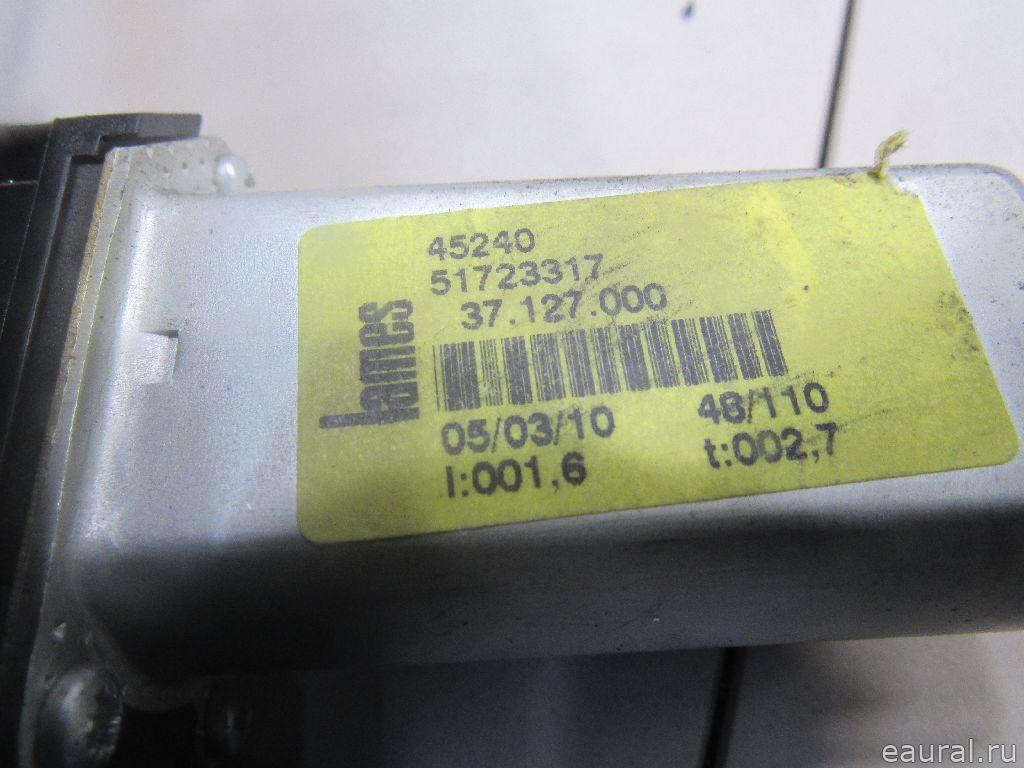 45240
51723317
37.127.000
Lames
05/03/10 48/110
I:001,6 t:002,7
eaural.ru